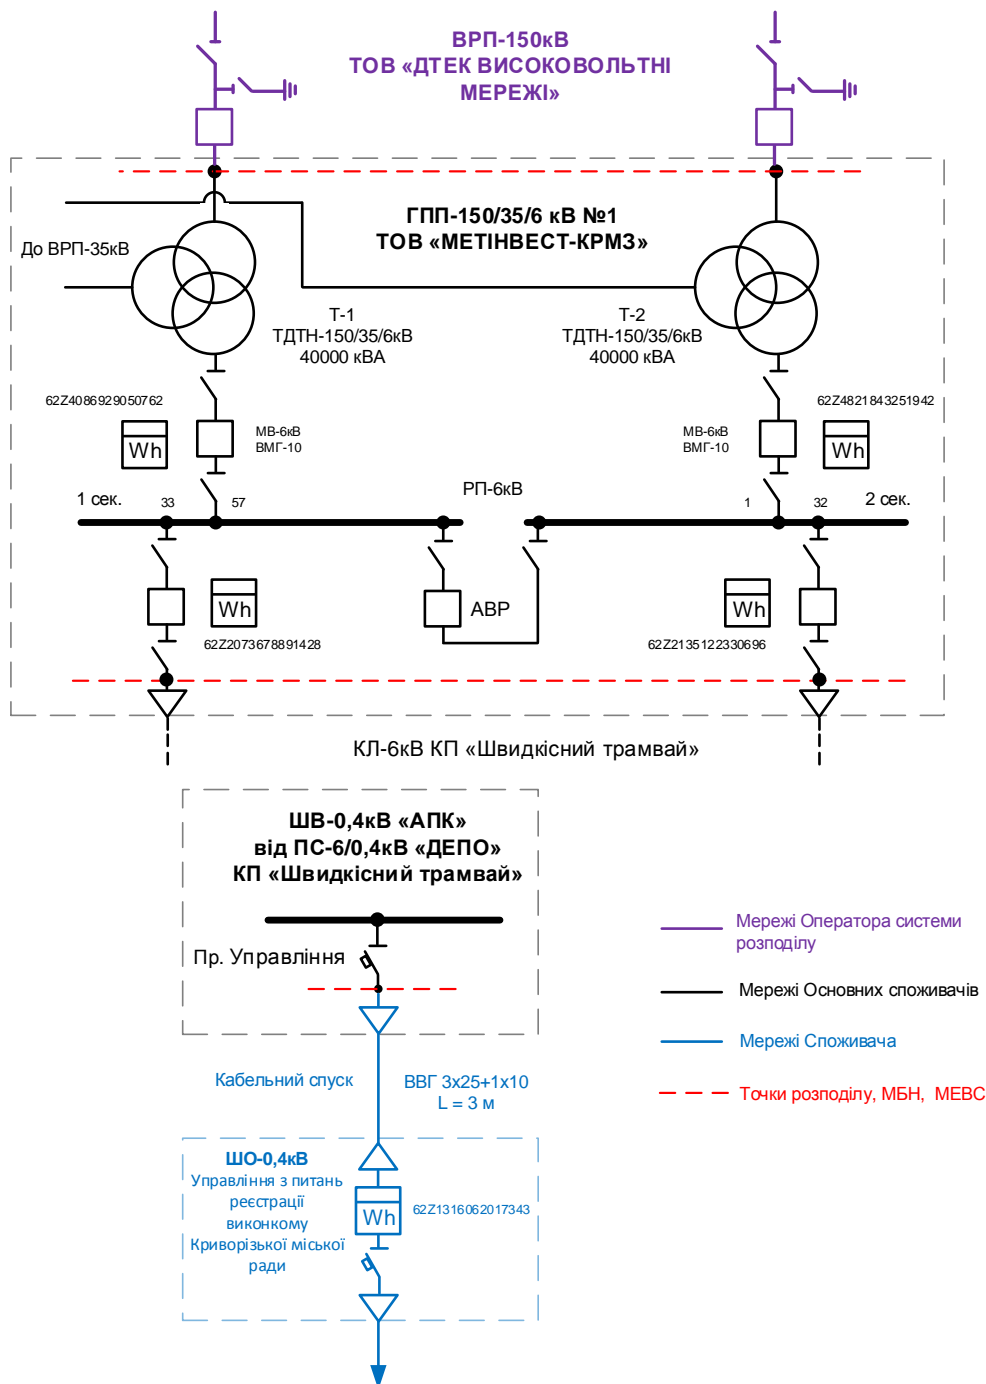 ВРП-150кВ
ТОВ «ДТЕК ВИСОКОВОЛЬТНІ
МЕРЕЖІ»
ГПП-150/35/6 кВ №1
ТОВ «МЕТІНВЕСТ-КРМЗ»
До ВРП-35кВ
Т-1
ТДТН-150/35/6кВ
40000 кВА
Т-2
ТДТН-150/35/6кВ
40000 кВА
62Z4086929050762
Wh
МВ-6кВ
ВМГ-10
МВ-6кВ
ВМГ-10
62Z4821843251942
Wh
1 сек.
33
57
РП-6кВ
1
32
2 сек.
Wh
62Z2073678891428
АВР
Wh
62Z2135122330696
КЛ-6кВ КП «Швидкісний трамвай»
ШВ-0,4кВ «АПК»
від ПС-6/0,4кВ «ДЕПО»
КП «Швидкісний трамвай»
Пр. Управління
Кабельний спуск
ВВГ 3х25+1х10
L = 3 м
ШО-0,4кВ
Управління з питань
реєстрації
виконкому
Криворізької міської
ради
Wh
62Z1316062017343
Мережі Оператора системи
розподілу
Мережі Основних споживачів
Мережі Споживача
Точки розподілу, МБН, МЕВС